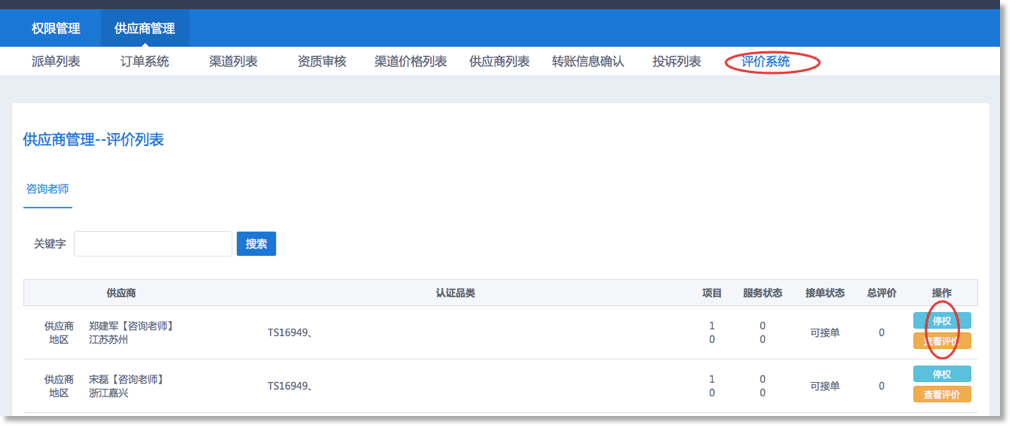 权限管理 供应商管理
派单列表 订单系统 渠道列表 资质审核 渠道价格列表 供应商列表 转账信息确认 投诉列表 评价系统
供应商管理--评价列表
咨询老师
关键字 搜索
供应商 认证品类 项目 服务状态 接单状态 总评价 操作
供应商 郑建军【咨询老师】 1 0 停权
地区 江苏苏州 TS16949、 0 0 可接单 0 查看评价
供应商 宋磊【咨询老师】 1 0 停权
地区 浙江嘉兴 TS16949、 0 0 可接单 0 查看评价